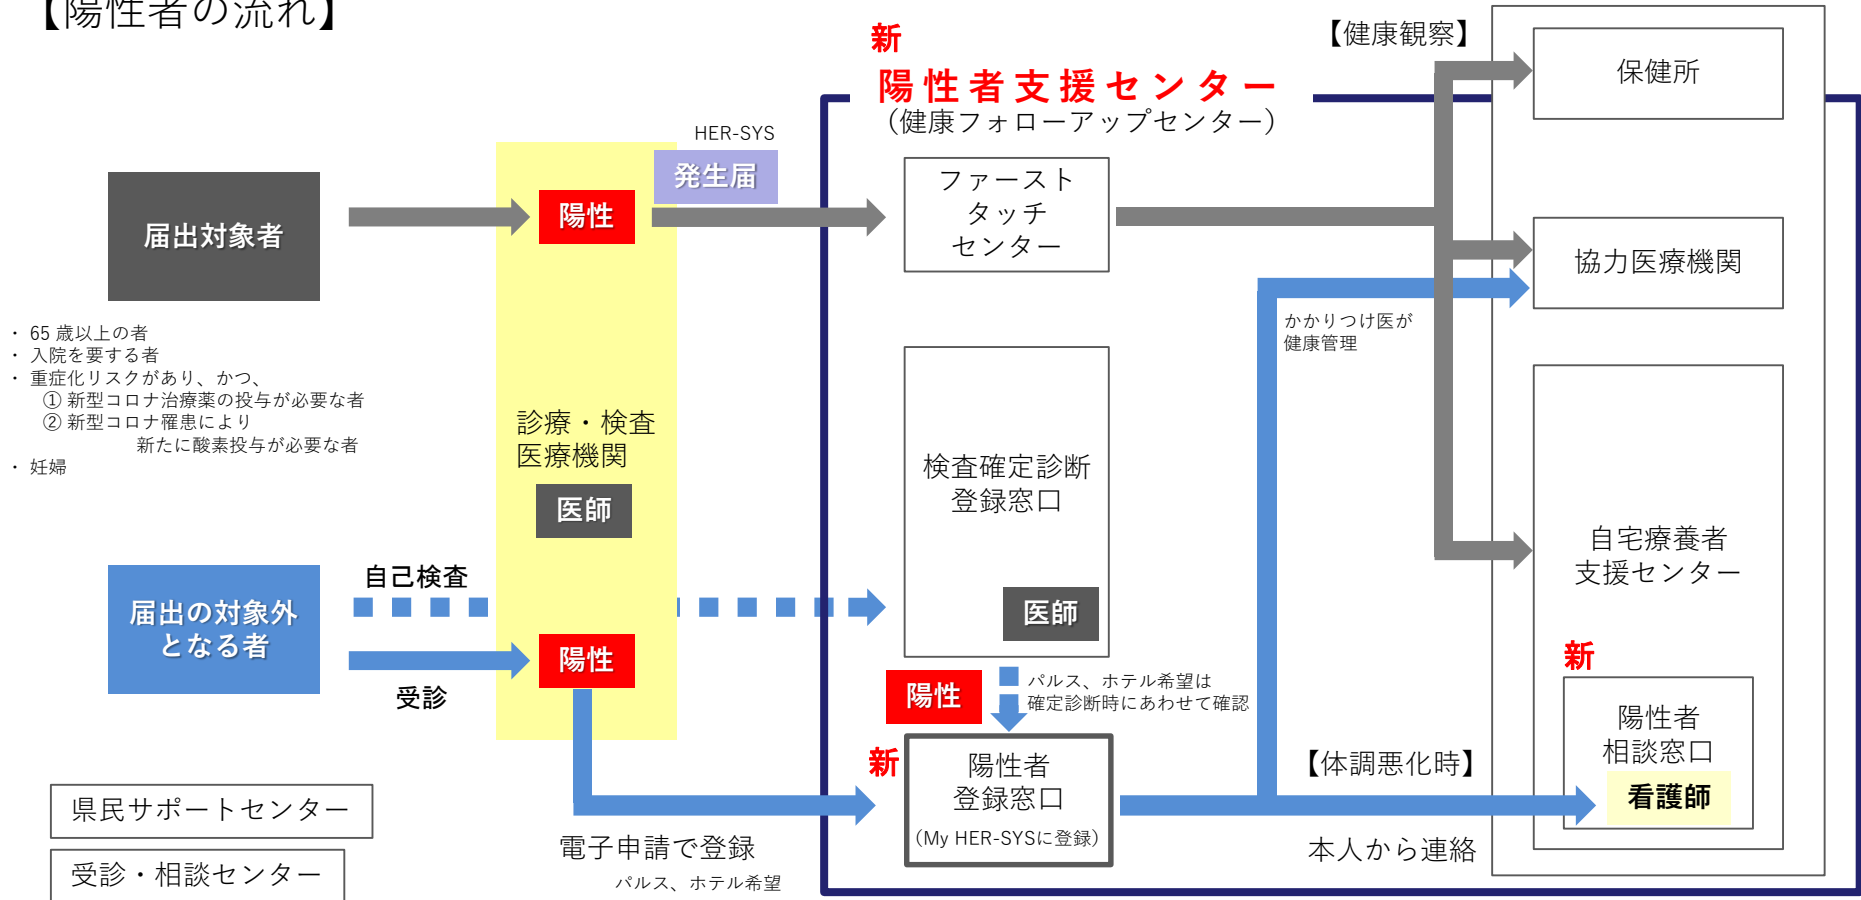 【陽性者の流れ】
新
陽性者支援センター
（健康フォローアップセンター）
【健康観察】
保健所
HER-SYS
発生届
届出対象者
陽性
ファースト
タッチ
センター
協力医療機関
・ 65 歳以上の者
・ 入院を要する者
・ 重症化リスクがあり、かつ、
① 新型コロナ治療薬の投与が必要な者
② 新型コロナ罹患により
新たに酸素投与が必要な者
・ 妊婦
かかりつけ医が
健康管理
診療・検査
医療機関
医師
検査確定診断
登録窓口
医師
自宅療養者
支援センター
届出の対象外
となる者
自己検査
受診
陽性
陽性
パルス、ホテル希望は
確定診断時にあわせて確認
新
陽性者
相談窓口
看護師
新
陽性者
登録窓口
（My HER-SYSに登録）
【体調悪化時】
本人から連絡
電子申請で登録
パルス、ホテル希望
県民サポートセンター
受診・相談センター